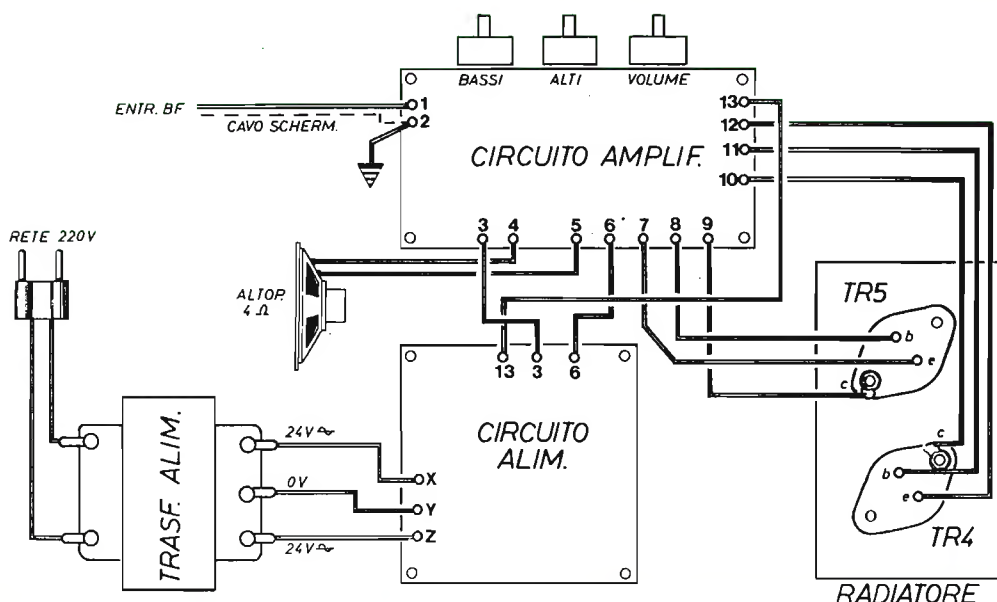 BASSI
ALTI
VOLUME
ENTR. BF
CAVO SCHERM.
1
2
13
12
11
10
CIRCUITO AMPLIF.
3 4 5 6 7 8 9
RETE 220V
ALTOP.
4 Ω
TR5
b
e
c
13 3 6
CIRCUITO
ALIM.
X
Y
Z
TRASF. ALIM.
24V~
0V
24V~
c
b
e
TR4
RADIATORE